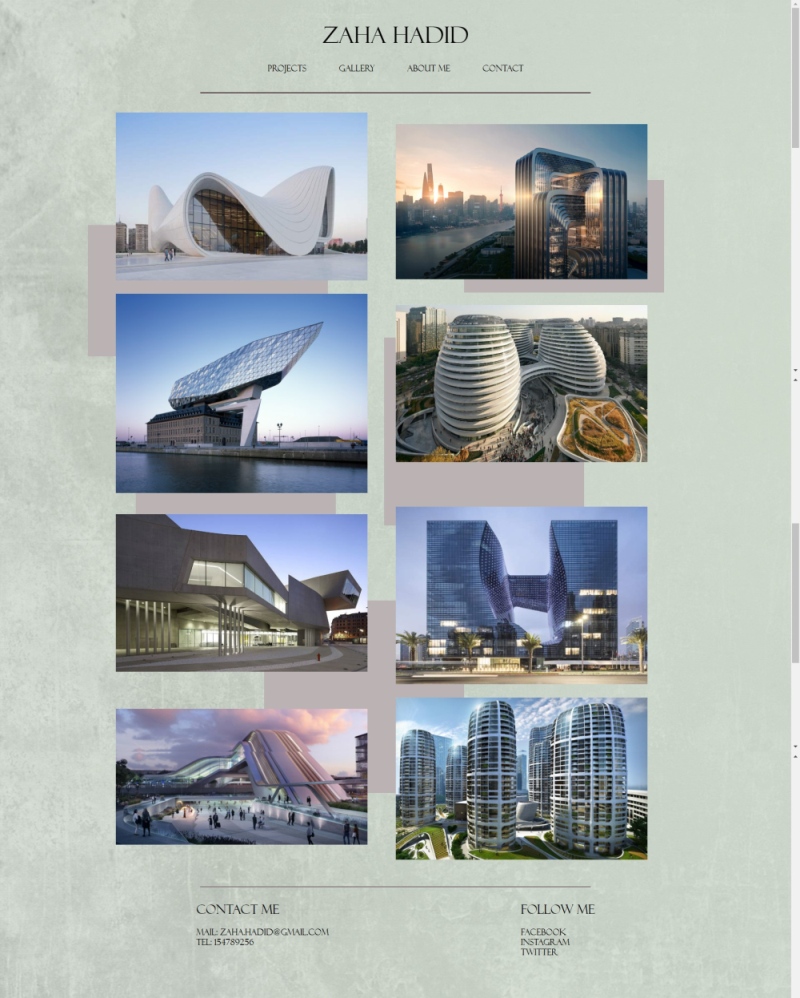 ZAHA HADID
PROJECTS GALLERY ABOUT ME CONTACT
CONTACT ME
MAIL: ZAHA.HADID@GMAIL.COM
TEL: 154789256
FOLLOW ME
FACEBOOK
INSTAGRAM
TWITTER